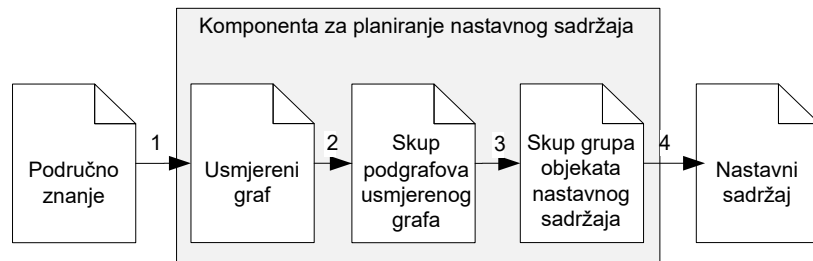 Komponenta za planiranje nastavnog sadržaja
Područno
znanje
1
Usmjereni
graf
2
Skup
podgrafova
usmjerenog
grafa
3
Skup grupa
objekata
nastavnog
sadržaja
4
Nastavni
sadržaj